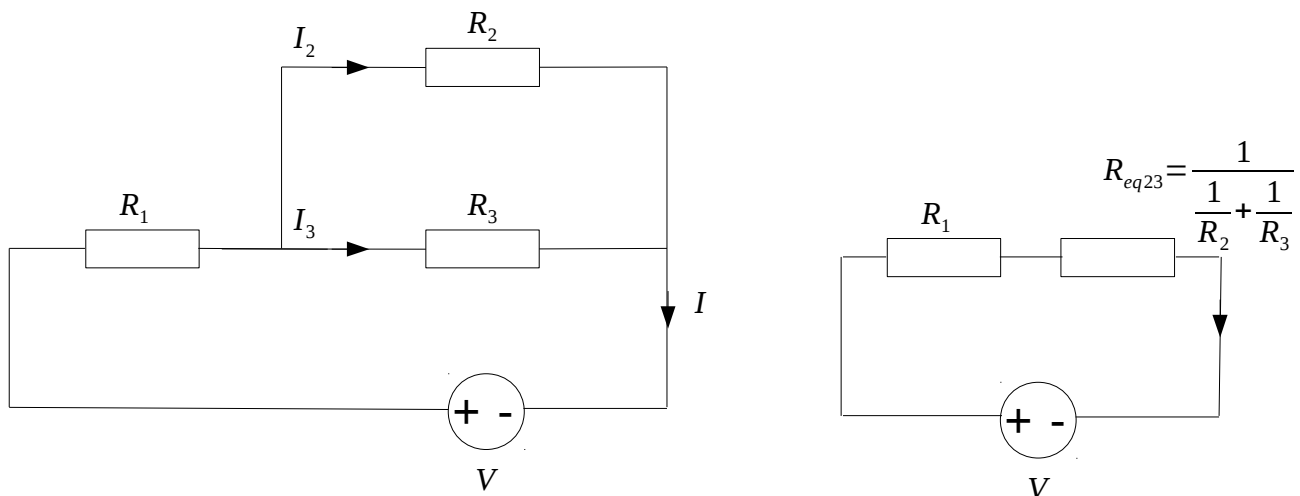 I2
R2
R1
I3
R3
I
+ -
V
Req23 = 1 / (1/R2 + 1/R3)
R1
+ -
V